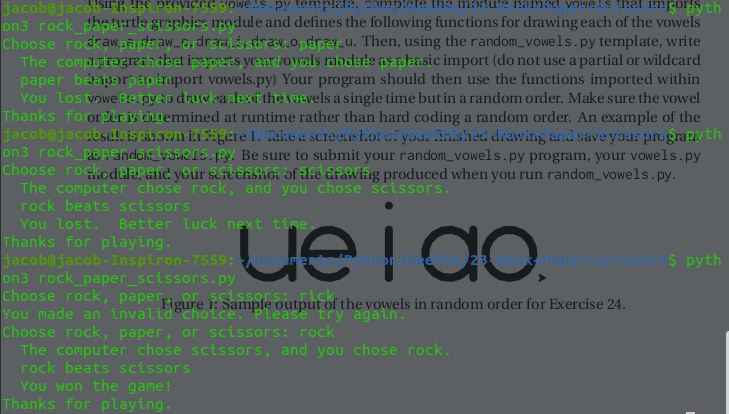 jacob@jacob-Inspiron-7559:~/Documents/Python/Week06/23-Rock+Paper+Scissors$ pyth
on3 rock_paper_scissors.py
Choose rock, paper, or scissors: paper
The computer chose paper, and you chose paper.
paper beats paper
You lost. Better luck next time.
Thanks for playing.
jacob@jacob-Inspiron-7559:~/Documents/Python/Week06/23-Rock+Paper+Scissors$ pyth
on3 rock_paper_scissors.py
Choose rock, paper, or scissors: scissors
The computer chose rock, and you chose scissors.
rock beats scissors
You lost. Better luck next time.
Thanks for playing.
jacob@jacob-Inspiron-7559:~/Documents/Python/Week06/23-Rock+Paper+Scissors$ pyth
on3 rock_paper_scissors.py
Choose rock, paper, or scissors: rick
You made an invalid choice. Please try again.
Choose rock, paper, or scissors: rock
The computer chose scissors, and you chose rock.
rock beats scissors
You won the game!
Thanks for playing.
using the provided vowels.py template, complete the module named vowels that imports
the turtle graphics module and defines the following functions for drawing each of the vowels
draw_a, draw_e, draw_i, draw_o, draw_u. Then, using the random_vowels.py template, write
a program that imports your vowels module using basic import (do not use a partial or wildcard
import to import vowels.py) Your program should then use the functions imported within
vowels.py to draw each of the vowels a single time but in a random order. Make sure the vowel
order is determined at runtime rather than hard coding a random order. An example of the
result is shown in Figure 1. Take a screenshot of your finished drawing and save your program
as random_vowels.py. Be sure to submit your random_vowels.py program, your vowels.py
module, and your screenshot of the drawing produced when you run random_vowels.py.
ueiao
Figure 1: Sample output of the vowels in random order for Exercise 24.